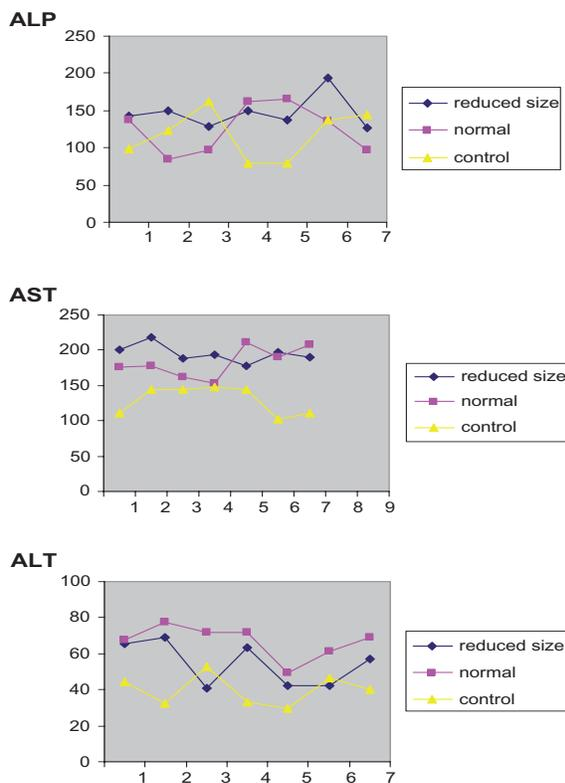 ALP
250
200
150
100
50
0
1 2 3 4 5 6 7
reduced size
normal
control
AST
250
200
150
100
50
0
1 2 3 4 5 6 7 8 9
reduced size
normal
control
ALT
100
80
60
40
20
0
1 2 3 4 5 6 7
reduced size
normal
control